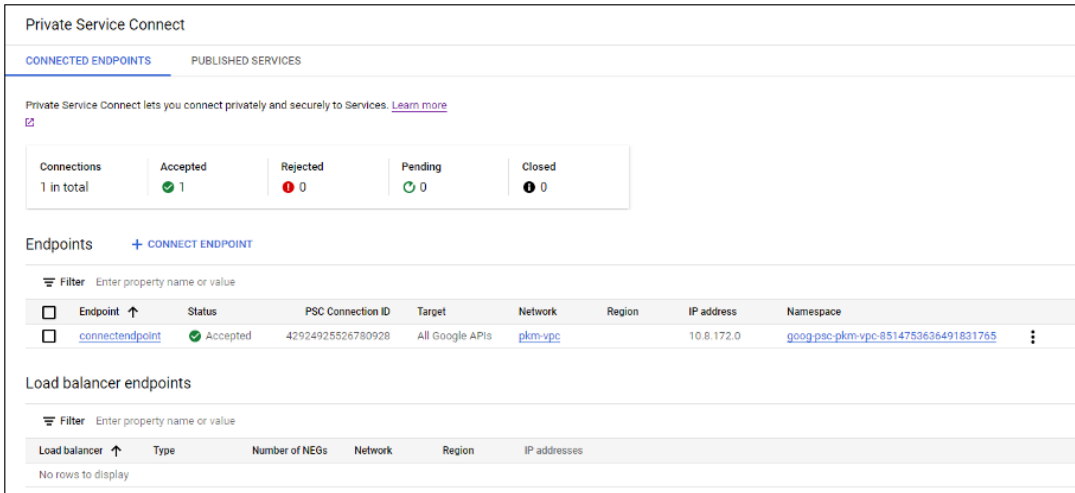 Private Service Connect
CONNECTED ENDPOINTS PUBLISHED SERVICES
Private Service Connect lets you connect privately and securely to Services. Learn more
Connections Accepted Rejected Pending Closed
1 in total 1 0 0 0
Endpoints + CONNECT ENDPOINT
Filter Enter property name or value
Endpoint ↑ Status PSC Connection ID Target Network Region IP address Namespace
connectendpoint Accepted 42924925526780928 All Google APIs pkm-vpc 10.8.172.0 goog-psc-pkm-vpc-8514753636491831765
Load balancer endpoints
Filter Enter property name or value
Load balancer ↑ Type Number of NEGs Network Region IP addresses
No rows to display